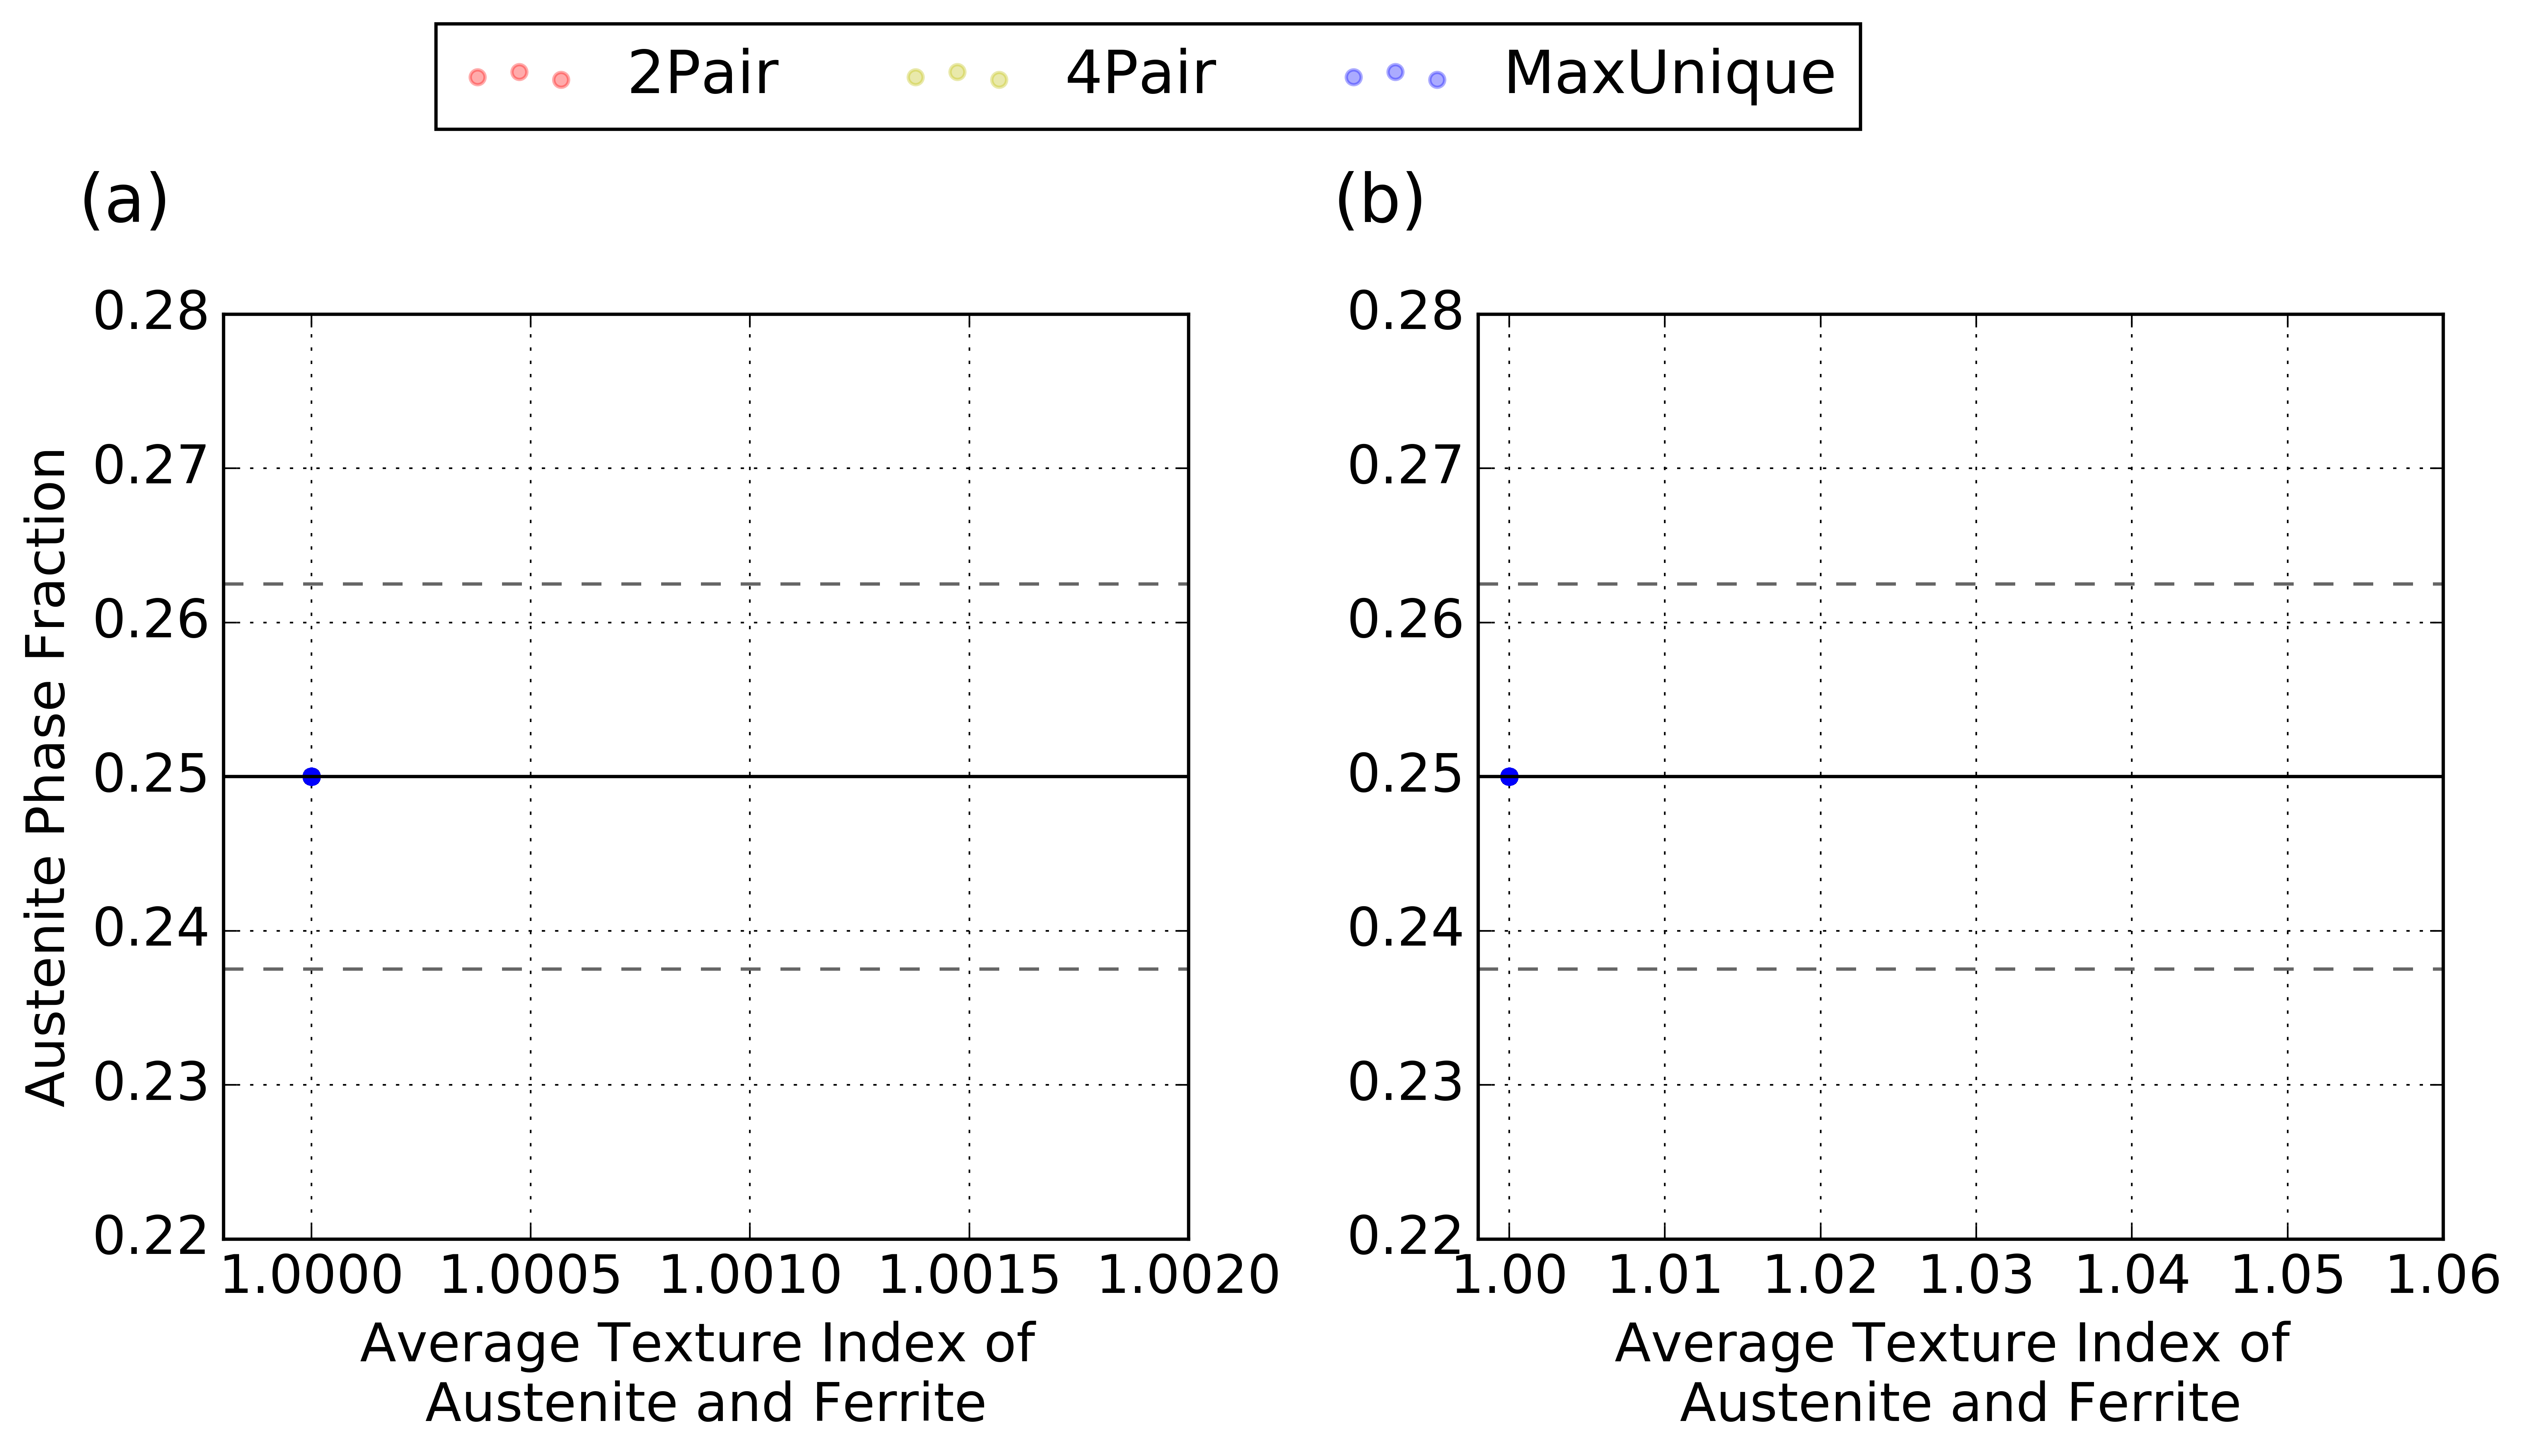 2Pair 4Pair MaxUnique
(a)
(b)
0.28
0.27
0.26
0.25
0.24
0.23
0.22
Austenite Phase Fraction
1.0000 1.0005 1.0010 1.0015 1.0020
Average Texture Index of
Austenite and Ferrite
0.28
0.27
0.26
0.25
0.24
0.23
0.22
1.00 1.01 1.02 1.03 1.04 1.05 1.06
Average Texture Index of
Austenite and Ferrite